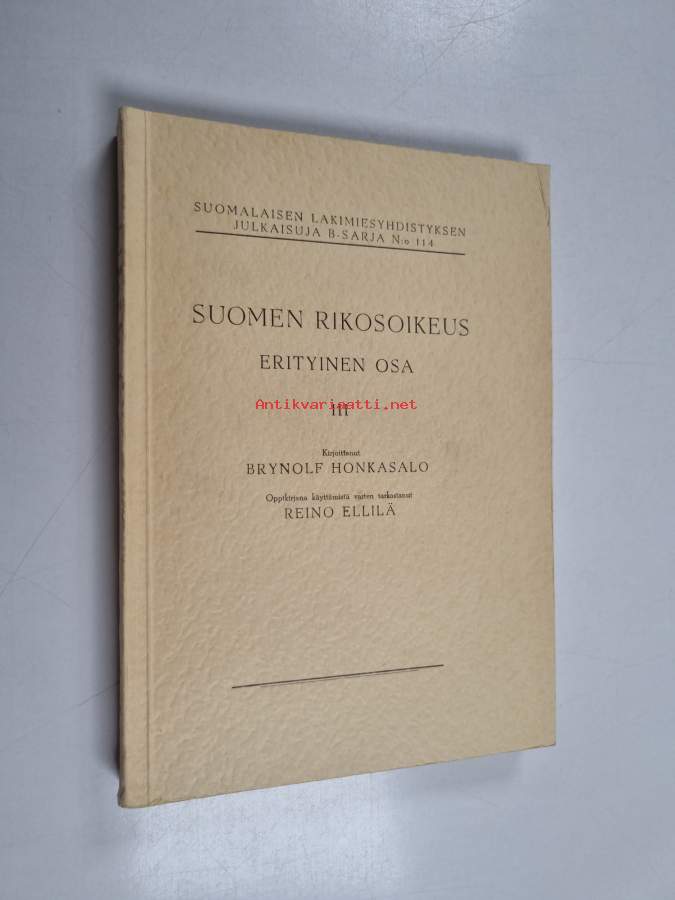 SUOMALAISEN LAKIMIESYHDISTYKSEN
JULKAISUJA B-SARJA N:o 114
SUOMEN RIKOSOIKEUS
ERITYINEN OSA
III
Antikvariaatti.net
Kirjoittanut
BRYNOLF HONKASALO
Oppikirjana käyttämistä varten tarkastanut
REINO ELLILÄ